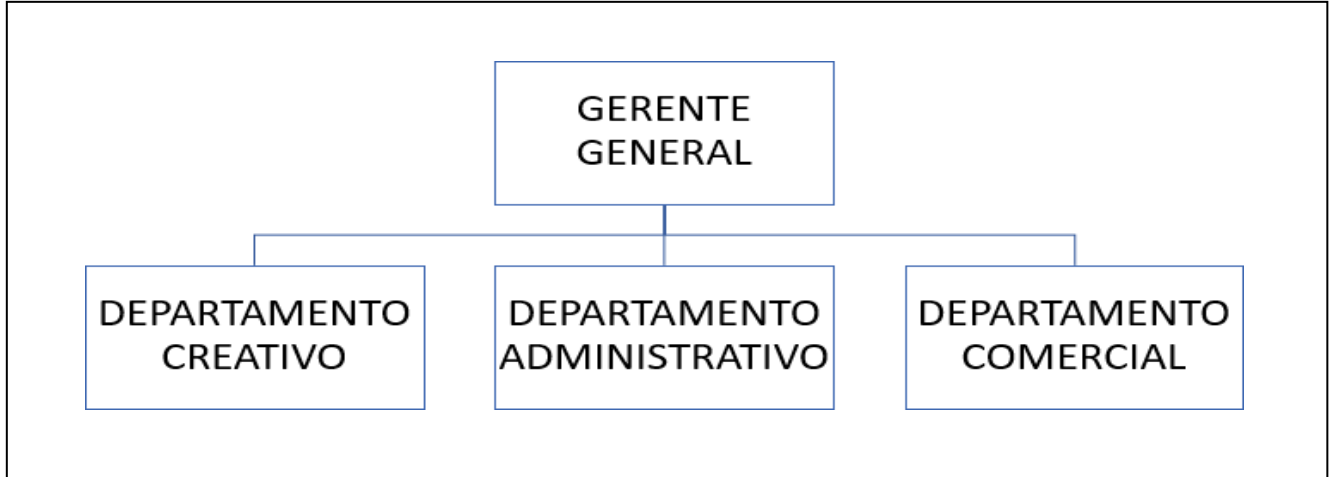 GERENTE
GENERAL
DEPARTAMENTO
CREATIVO
DEPARTAMENTO
ADMINISTRATIVO
DEPARTAMENTO
COMERCIAL